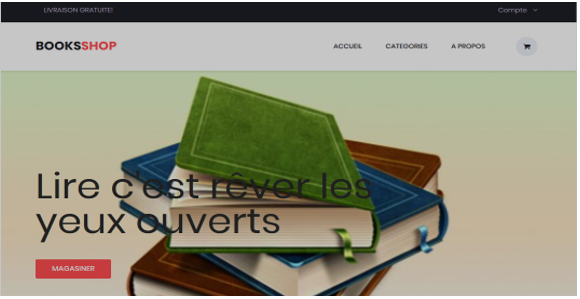 LIVRAISON GRATUITE!
Compte
BOOKSSHOP
ACCUEIL
CATEGORIES
A PROPOS
Lire c'est rêver les
yeux ouverts
MAGASINER